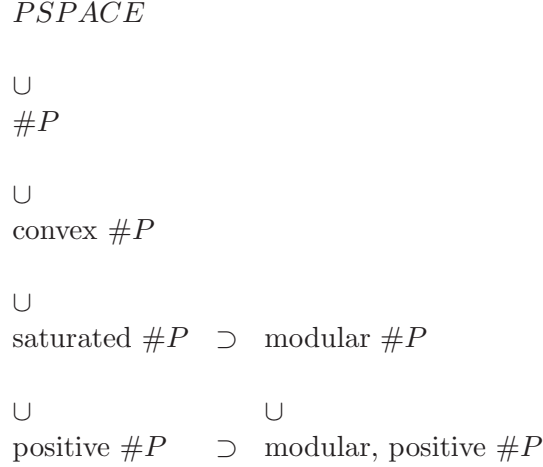 PSPACE
∪
#P
∪
convex #P
∪
saturated #P ⊃ modular #P
∪ ∪
positive #P ⊃ modular, positive #P